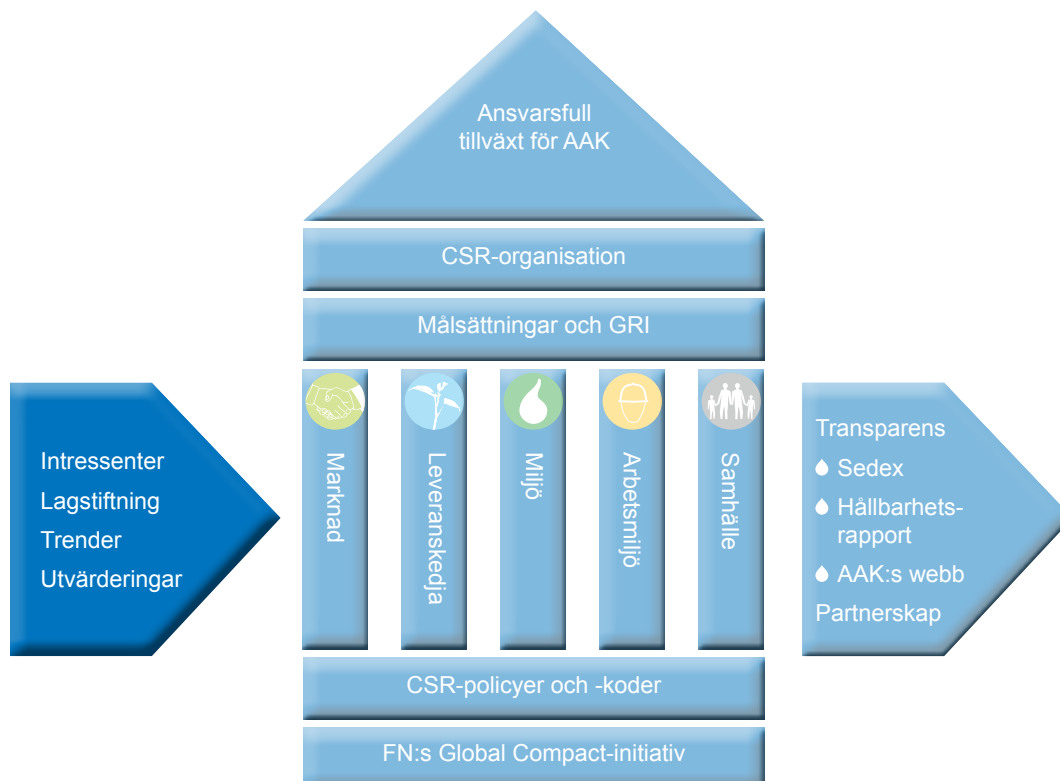 Ansvarsfull
tillväxt för AAK
CSR-organisation
Målsättningar och GRI
Intressenter
Lagstiftning
Trender
Utvärderingar
Marknad
Leveranskedja
Miljö
Arbetsmiljö
Samhälle
Transparens
Sedex
Hållbarhets-
rapport
AAK:s webb
Partnerskap
CSR-policyer och -koder
FN:s Global Compact-initiativ